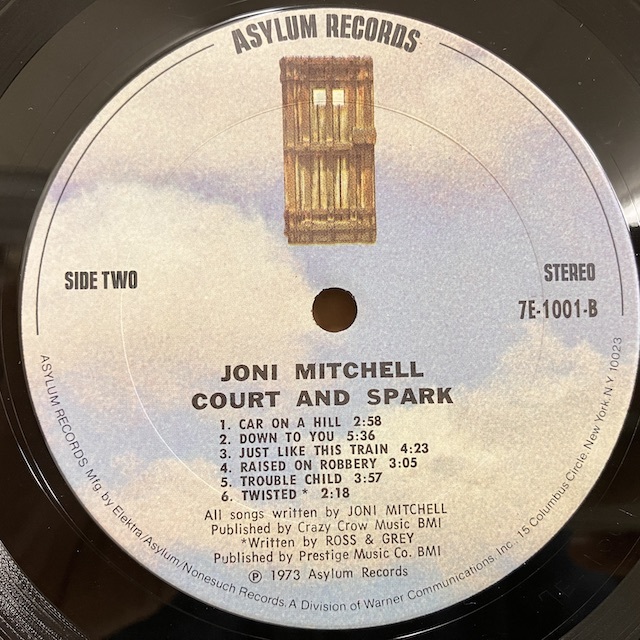 ASYLUM RECORDS
SIDE TWO
STEREO
7E-1001-B
JONI MITCHELL
COURT AND SPARK
1. CAR ON A HILL 2:58
2. DOWN TO YOU 5:36
3. JUST LIKE THIS TRAIN 4:23
4. RAISED ON ROBBERY 3:05
5. TROUBLE CHILD 3:57
6. TWISTED * 2:18
All songs written by JONI MITCHELL
Published by Crazy Crow Music BMI
*Written by ROSS & GREY
Published by Prestige Music Co. BMI
℗ 1973 Asylum Records
ASYLUM RECORDS. Mfg. by Elektra/Asylum/Nonesuch Records. A Division of Warner Communications, Inc., 15 Columbus Circle, New York, N.Y. 10023